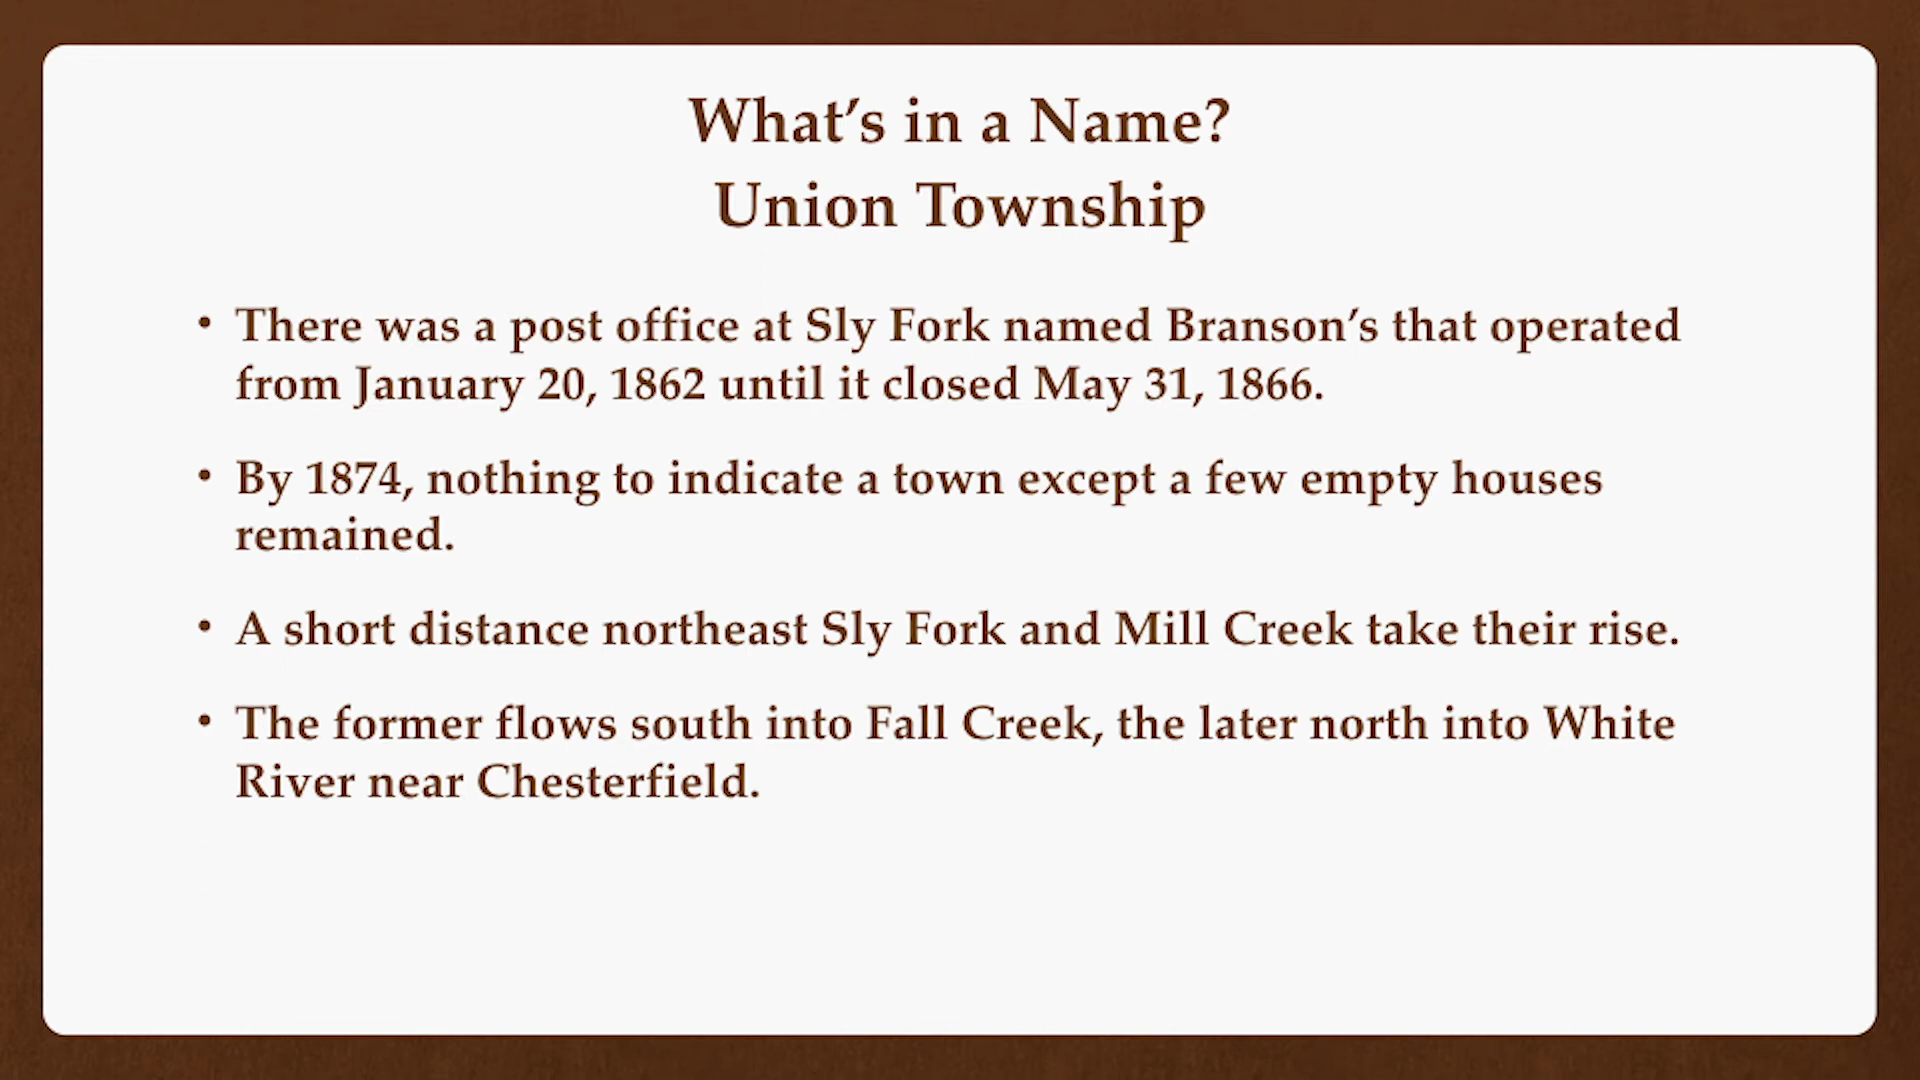 What’s in a Name?
Union Township
• There was a post office at Sly Fork named Branson’s that operated
from January 20, 1862 until it closed May 31, 1866.
• By 1874, nothing to indicate a town except a few empty houses
remained.
• A short distance northeast Sly Fork and Mill Creek take their rise.
• The former flows south into Fall Creek, the later north into White
River near Chesterfield.